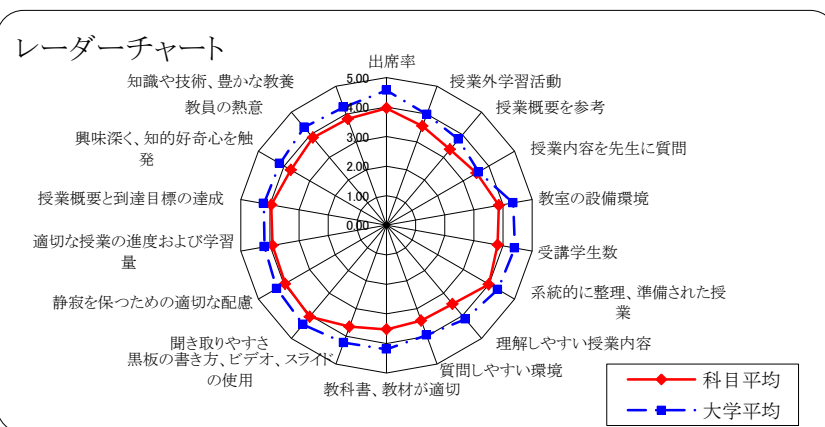 レーダーチャート
出席率
授業外学習活動
授業概要を参考
授業内容を先生に質問
教室の設備環境
受講学生数
系統的に整理、準備された授
業
理解しやすい授業内容
質問しやすい環境
教科書、教材が適切
黒板の書き方、ビデオ、スライド
の使用
聞き取りやすさ
静寂を保つための適切な配慮
適切な授業の進度および学習
量
授業概要と到達目標の達成
興味深く、知的好奇心を触
発
教員の熱意
知識や技術、豊かな教養
5.00
4.00
3.00
2.00
1.00
0.00
科目平均
大学平均